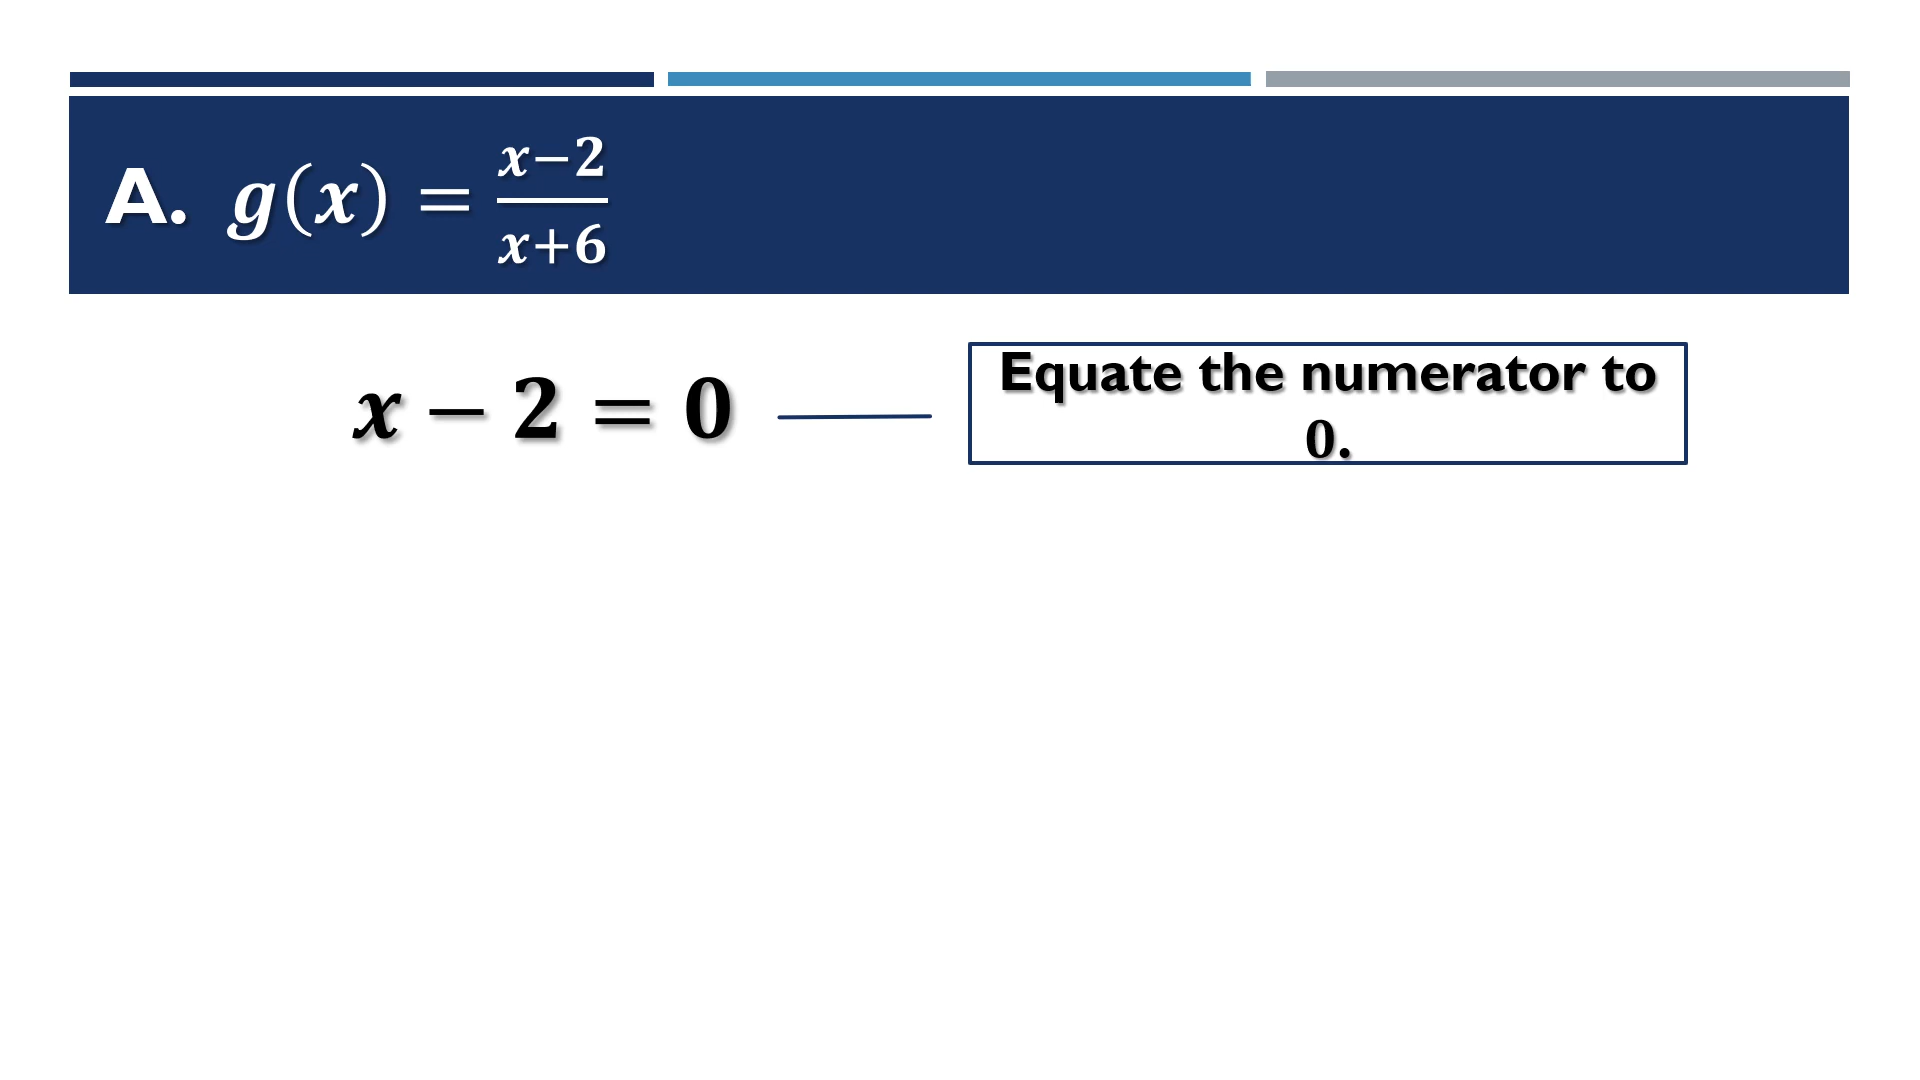 A. g(x) = x−2/x+6
x − 2 = 0
Equate the numerator to
0.